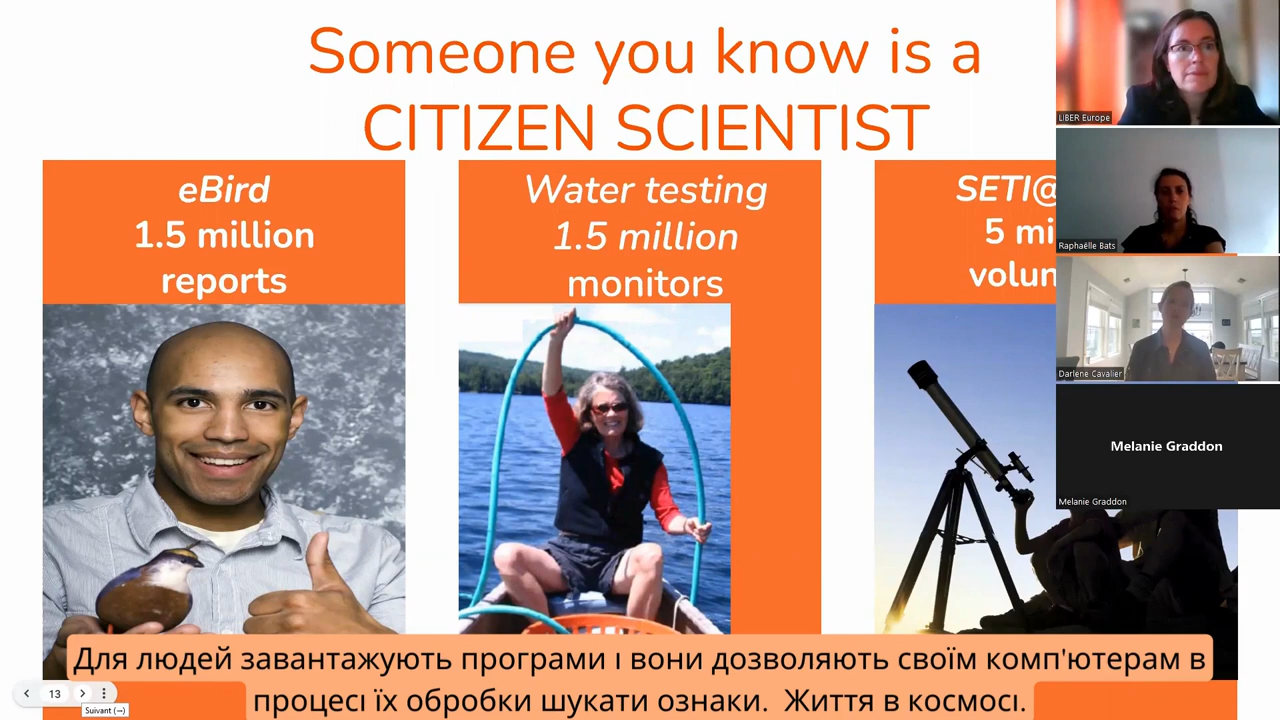 Someone you know is a
CITIZEN SCIENTIST
eBird
1.5 million
reports
Water testing
1.5 million
monitors
SETI@
5
LIBER Europe
Raphaëlle Bats
Darlene Cavalier
Melanie Graddon
Melanie Graddon
Для людей завантажують програми і вони дозволяють своїм комп'ютерам в
процесі їх обробки шукати ознаки. Життя в космосі.
13
Suivant (→)